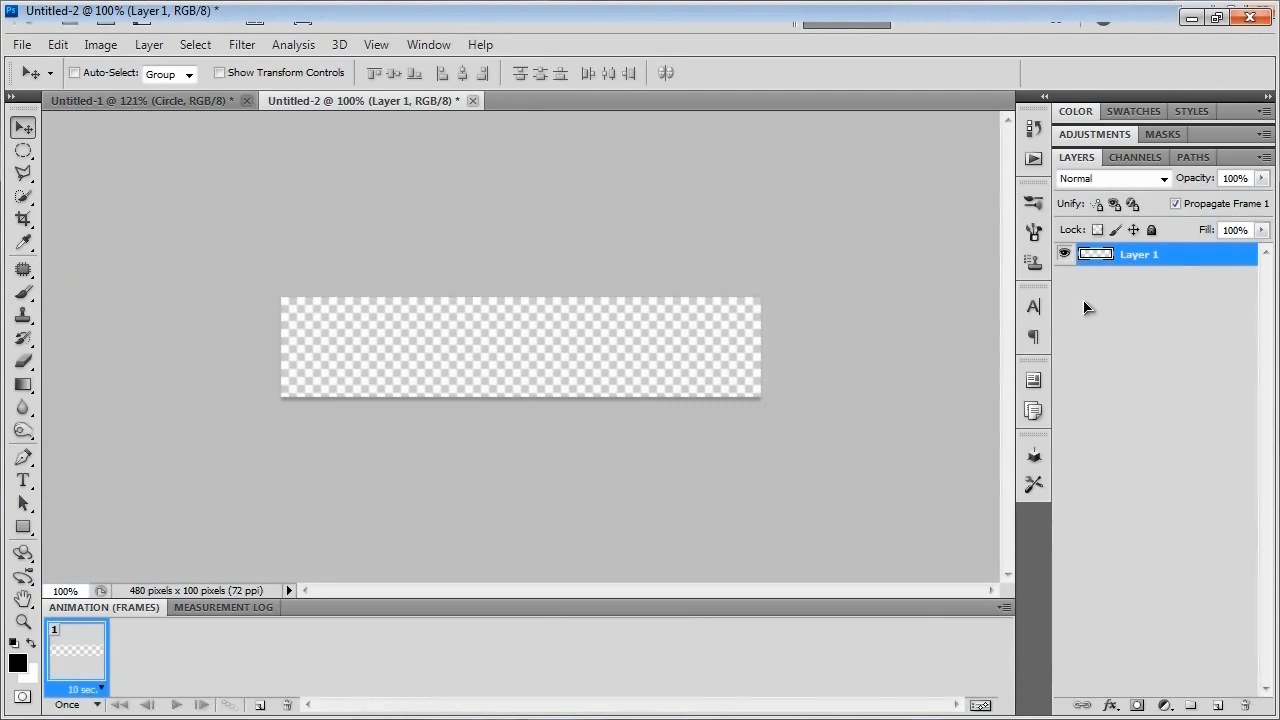 Ps Untitled-2 @ 100% (Layer 1, RGB/8) *
File Edit Image Layer Select Filter Analysis 3D View Window Help
Auto-Select: Group Show Transform Controls
Untitled-1 @ 121% (Circle, RGB/8) * Untitled-2 @ 100% (Layer 1, RGB/8) *
COLOR SWATCHES STYLES
ADJUSTMENTS MASKS
LAYERS CHANNELS PATHS
Normal Opacity: 100%
Unify: Propagate Frame 1
Lock: Fill: 100%
Layer 1
100% 480 pixels x 100 pixels (72 ppi)
ANIMATION (FRAMES) MEASUREMENT LOG
1
10 sec.
Once